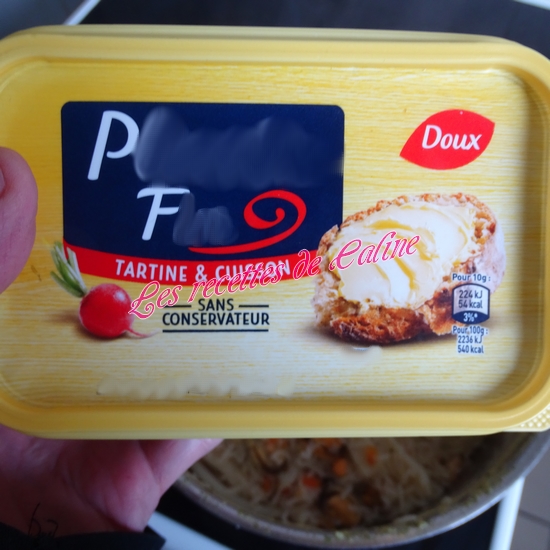 P
F
Doux
TARTINE & CUISSON
Les recettes de Caline
SANS
CONSERVATEUR
Pour 10g:
224 kJ
54 kcal
3%*
Pour 100g:
2236 kJ
540 kcal